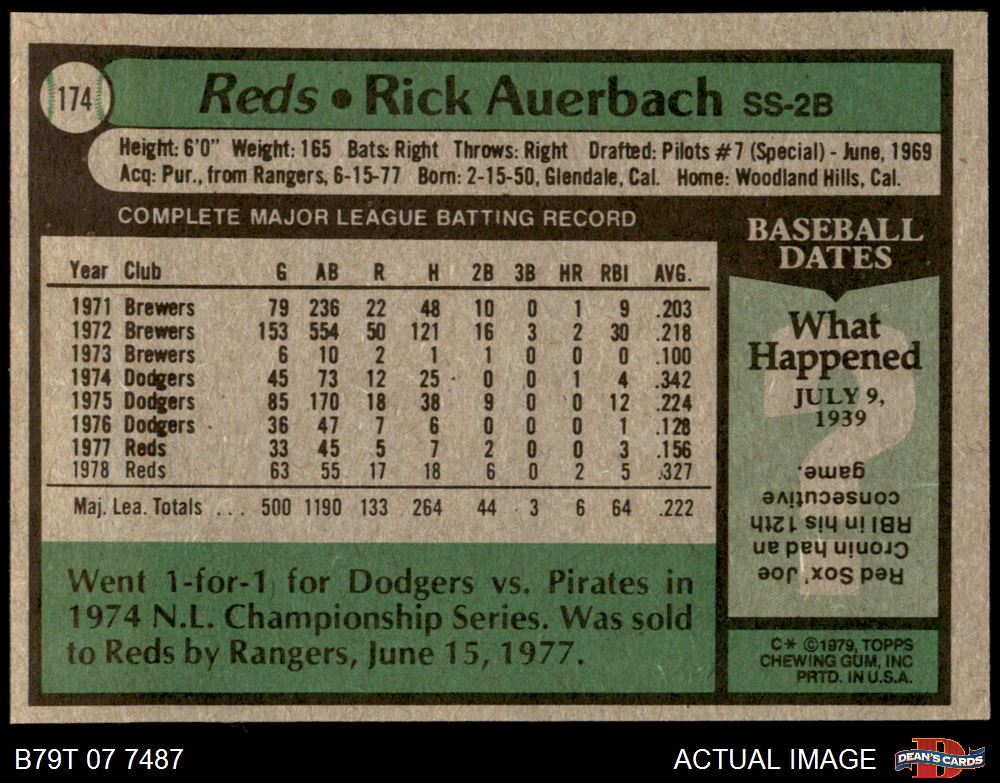 174
Reds • Rick Auerbach SS-2B
Height: 6'0" Weight: 165 Bats: Right Throws: Right Drafted: Pilots #7 (Special) - June, 1969
Acq: Pur., from Rangers, 6-15-77 Born: 2-15-50, Glendale, Cal. Home: Woodland Hills, Cal.
COMPLETE MAJOR LEAGUE BATTING RECORD
Year Club G AB R H 2B 3B HR RBI AVG.
1971 Brewers 79 236 22 48 10 0 1 9 .203
1972 Brewers 153 554 50 121 16 3 2 30 .218
1973 Brewers 6 10 2 1 1 0 0 0 .100
1974 Dodgers 45 73 12 25 0 0 1 4 .342
1975 Dodgers 85 170 18 38 9 0 0 12 .224
1976 Dodgers 36 47 7 6 0 0 0 1 .128
1977 Reds 33 45 5 7 2 0 0 3 .156
1978 Reds 63 55 17 18 6 0 2 5 .327
Maj. Lea. Totals ... 500 1190 133 264 44 3 6 64 .222
Went 1-for-1 for Dodgers vs. Pirates in
1974 N.L. Championship Series. Was sold
to Reds by Rangers, June 15, 1977.
BASEBALL
DATES
What
Happened
JULY 9,
1939
?
Red Sox' Joe
Cronin had an
RBI in his 12th
consecutive
game.
C* ©1979, TOPPS
CHEWING GUM, INC
PRTD. IN U.S.A.
B79T 07 7487
ACTUAL IMAGE
D
DEAN'S CARDS